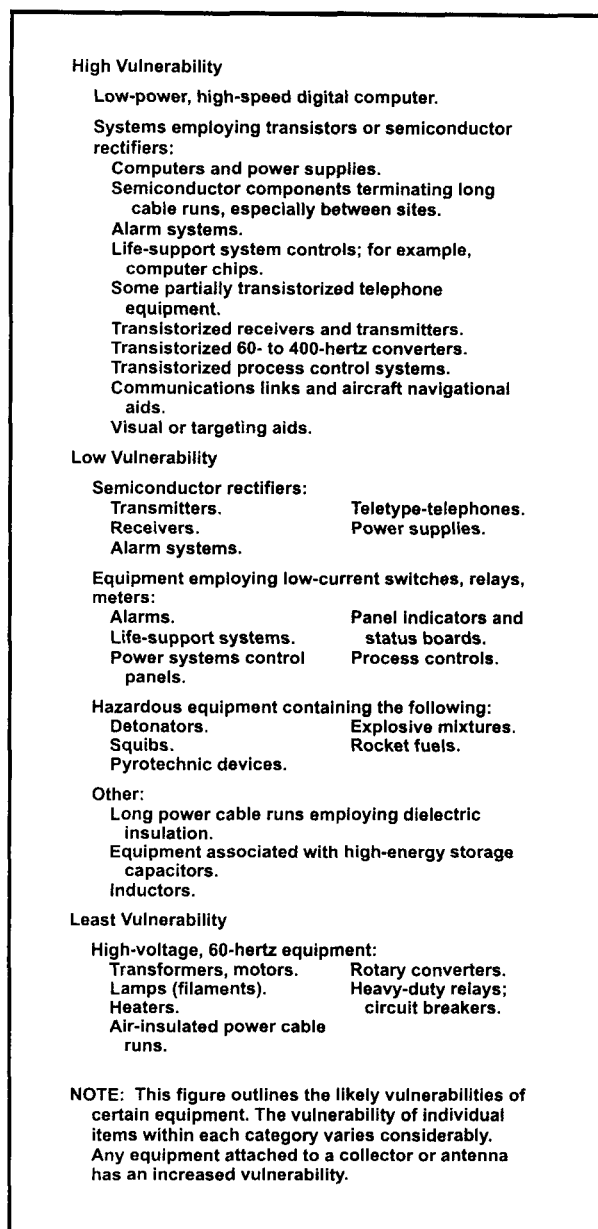 High Vulnerability
Low-power, high-speed digital computer.
Systems employing transistors or semiconductor
rectifiers:
Computers and power supplies.
Semiconductor components terminating long
cable runs, especially between sites.
Alarm systems.
Life-support system controls; for example,
computer chips.
Some partially transistorized telephone
equipment.
Transistorized receivers and transmitters.
Transistorized 60- to 400-hertz converters.
Transistorized process control systems.
Communications links and aircraft navigational
aids.
Visual or targeting aids.
Low Vulnerability
Semiconductor rectifiers:
Transmitters. Teletype-telephones.
Receivers. Power supplies.
Alarm systems.
Equipment employing low-current switches, relays,
meters:
Alarms. Panel indicators and
Life-support systems. status boards.
Power systems control Process controls.
panels.
Hazardous equipment containing the following:
Detonators. Explosive mixtures.
Squibs. Rocket fuels.
Pyrotechnic devices.
Other:
Long power cable runs employing dielectric
insulation.
Equipment associated with high-energy storage
capacitors.
Inductors.
Least Vulnerability
High-voltage, 60-hertz equipment:
Transformers, motors. Rotary converters.
Lamps (filaments). Heavy-duty relays;
Heaters. circuit breakers.
Air-insulated power cable
runs.
NOTE: This figure outlines the likely vulnerabilities of
certain equipment. The vulnerability of individual
items within each category varies considerably.
Any equipment attached to a collector or antenna
has an increased vulnerability.